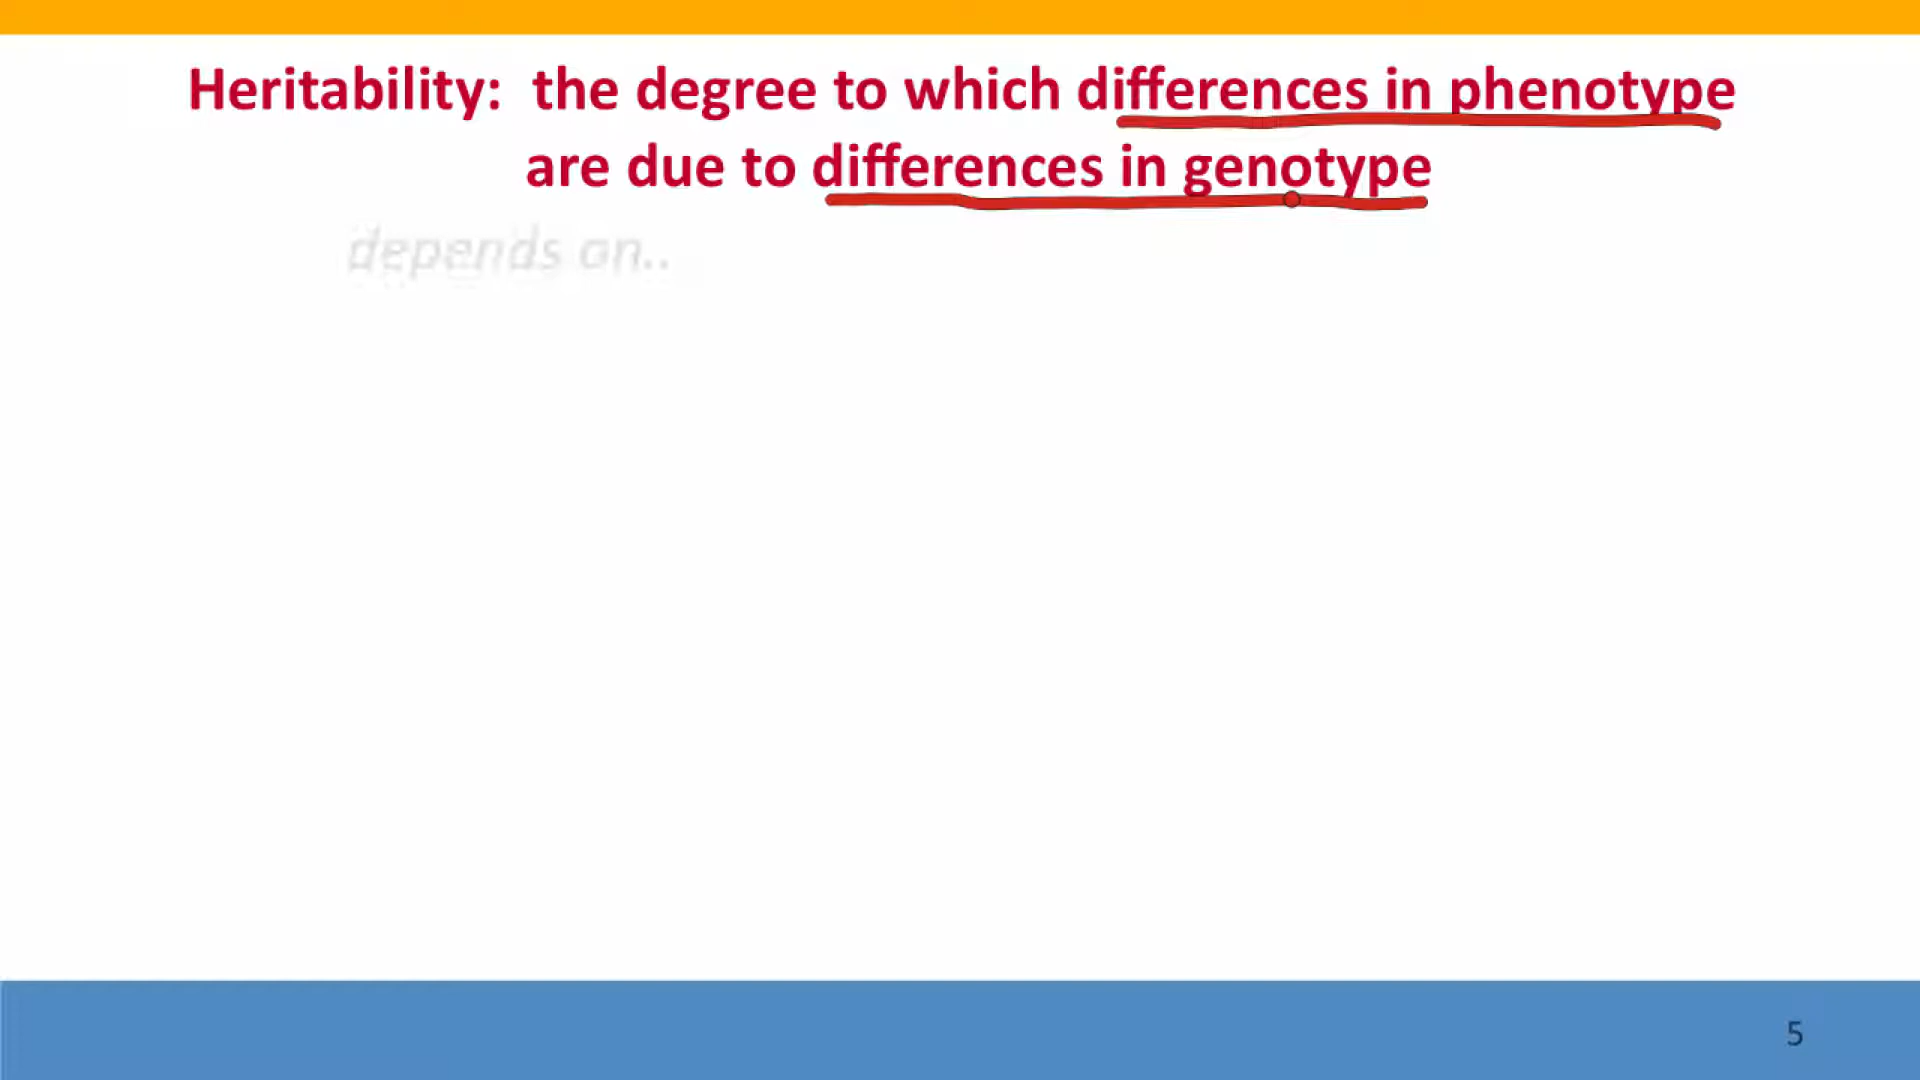 Heritability: the degree to which differences in phenotype
are due to differences in genotype
depends on..
5